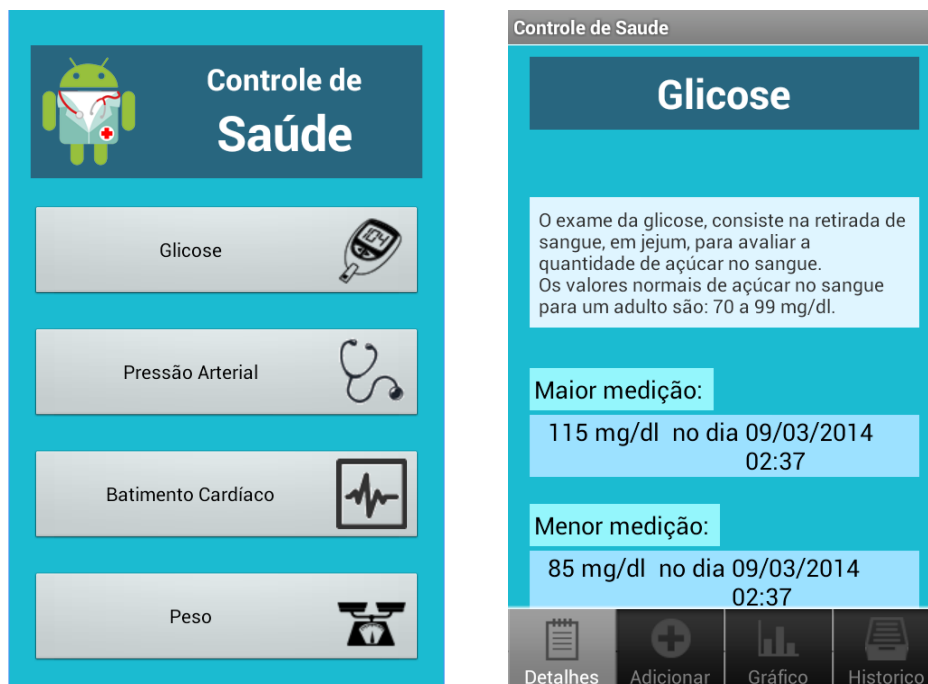 Controle de
Saúde
Glicose
104
Pressão Arterial
Batimento Cardíaco
Peso
Controle de Saude
Glicose
O exame da glicose, consiste na retirada de
sangue, em jejum, para avaliar a
quantidade de açúcar no sangue.
Os valores normais de açúcar no sangue
para um adulto são: 70 a 99 mg/dl.
Maior medição:
115 mg/dl no dia 09/03/2014
02:37
Menor medição:
85 mg/dl no dia 09/03/2014
02:37
Detalhes
Adicionar
Gráfico
Historico